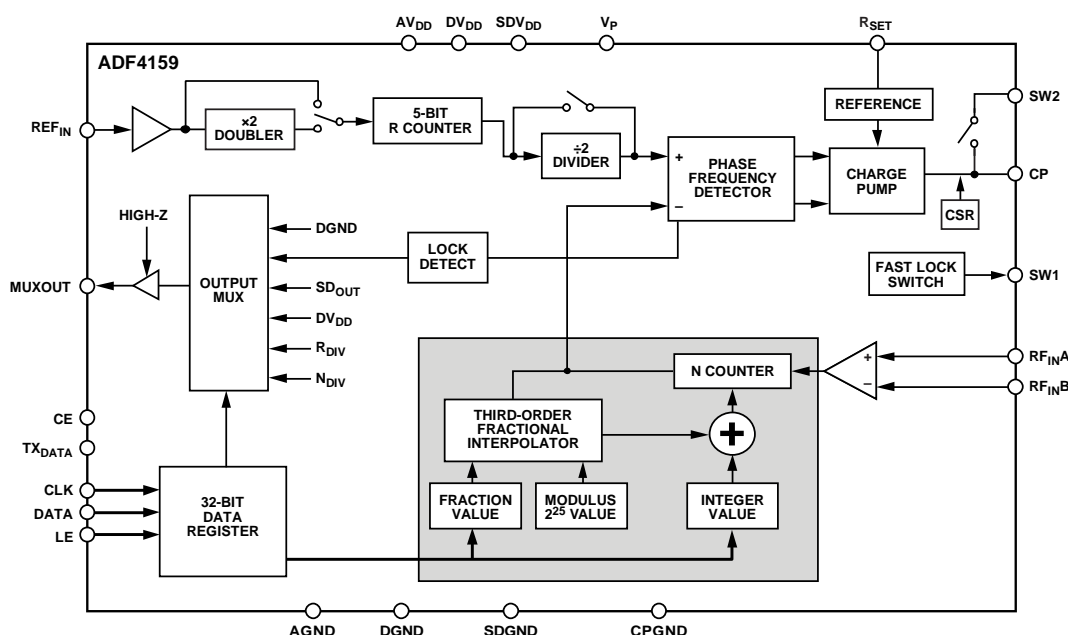 AVDD DVDD SDVDD VP RSET
ADF4159
REFIN
×2
DOUBLER
5-BIT
R COUNTER
÷2
DIVIDER
+
−
PHASE
FREQUENCY
DETECTOR
REFERENCE
CHARGE
PUMP
CSR
SW2
CP
HIGH-Z
MUXOUT
OUTPUT
MUX
DGND
LOCK
DETECT
SDOUT
DVDD
RDIV
NDIV
FAST LOCK
SWITCH
SW1
N COUNTER
+
−
RFINA
RFINB
THIRD-ORDER
FRACTIONAL
INTERPOLATOR
+
FRACTION
VALUE
MODULUS
2²⁵ VALUE
INTEGER
VALUE
CE
TXDATA
CLK
DATA
LE
32-BIT
DATA
REGISTER
AGND DGND SDGND CPGND